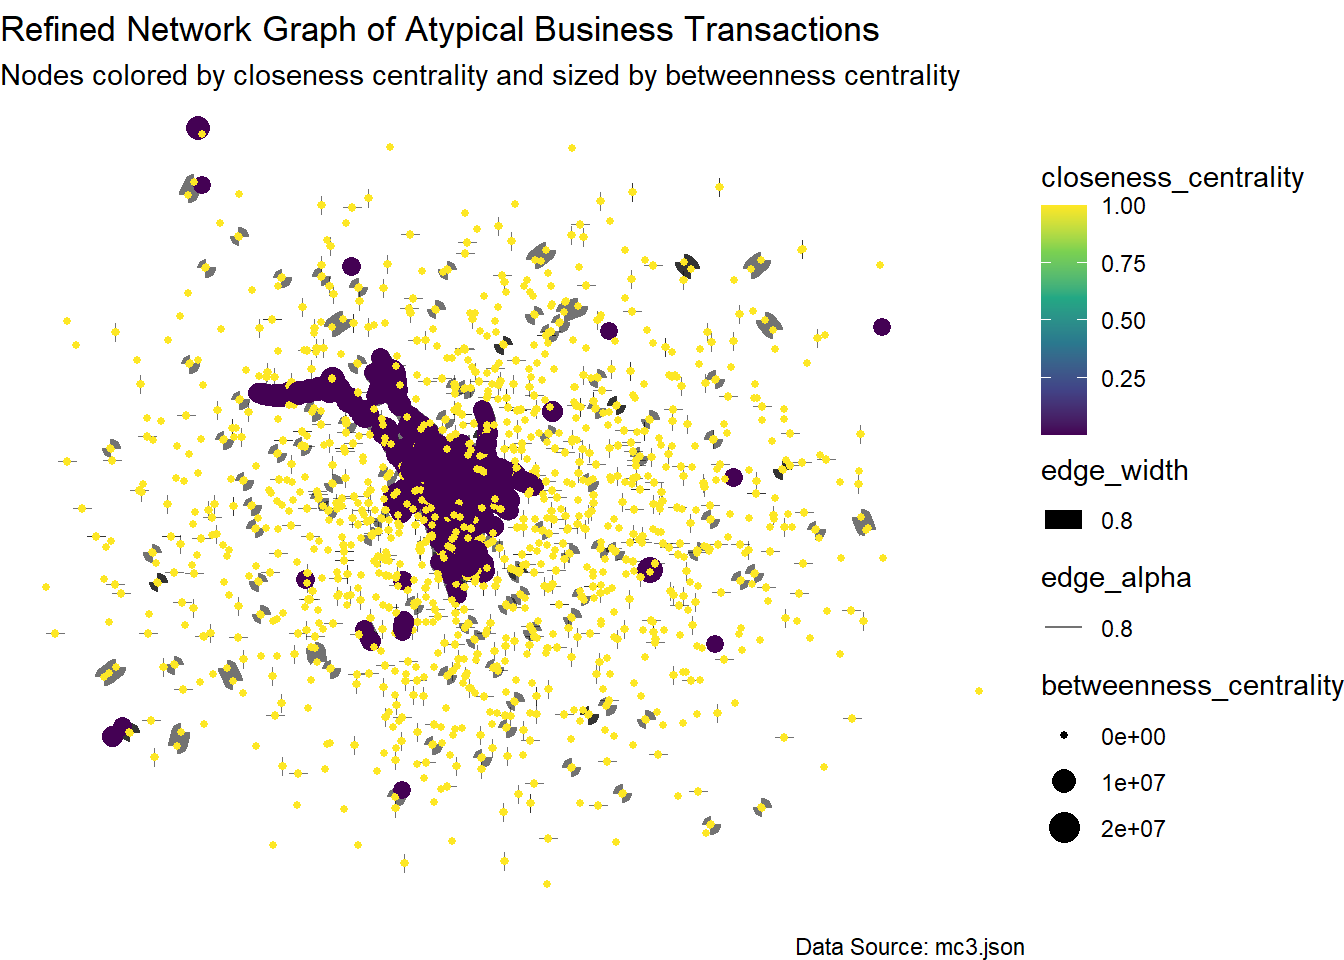 Refined Network Graph of Atypical Business Transactions
Nodes colored by closeness centrality and sized by betweenness centrality
closeness_centrality
1.00
0.75
0.50
0.25
edge_width
0.8
edge_alpha
0.8
betweenness_centrality
0e+00
1e+07
2e+07
Data Source: mc3.json